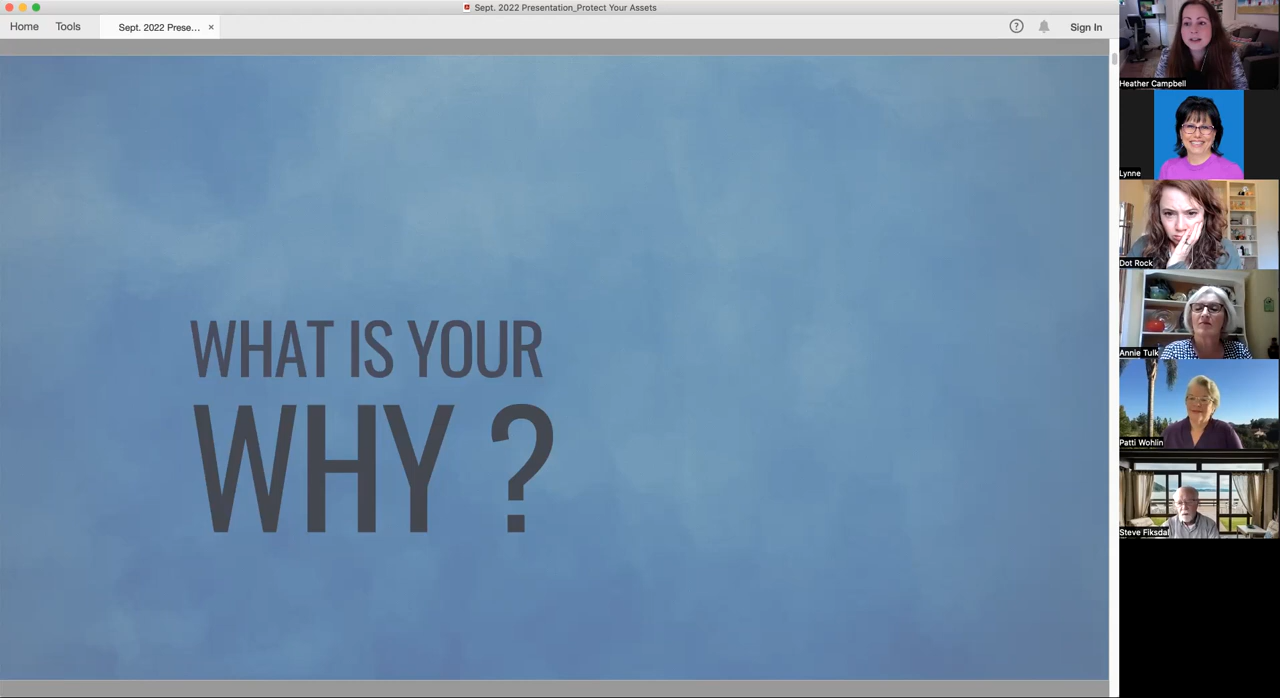 Sept. 2022 Presentation_Protect Your Assets
Home
Tools
Sept. 2022 Prese...
×
?
Sign In
WHAT IS YOUR
WHY ?
Heather Campbell
Lynne
Dot Rock
Annie Tulk
Patti Wohlin
Steve Fiksdal